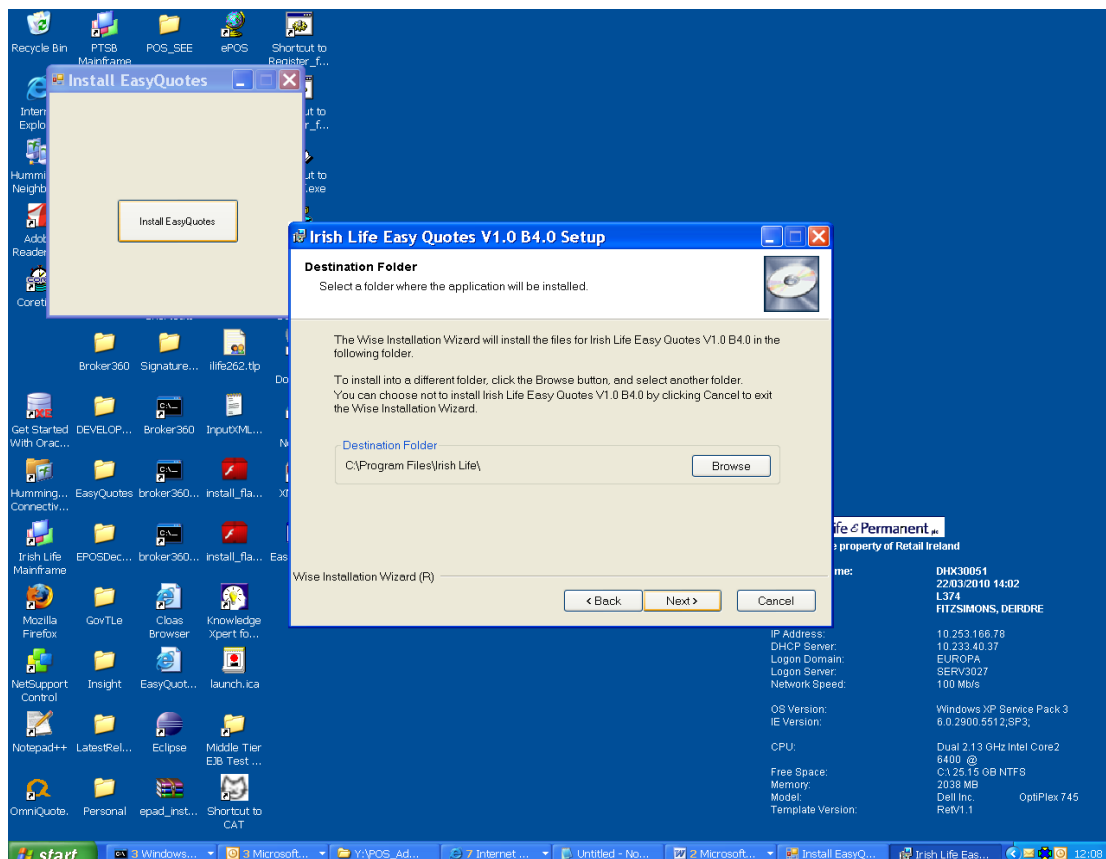 Recycle Bin
PTSB
Mainframe
POS_SEE
ePOS
Shortcut to
Register_f...
Install EasyQuotes
Install EasyQuotes
Irish Life Easy Quotes V1.0 B4.0 Setup
Destination Folder
Select a folder where the application will be installed.
The Wise Installation Wizard will install the files for Irish Life Easy Quotes V1.0 B4.0 in the
following folder.
To install into a different folder, click the Browse button, and select another folder.
You can choose not to install Irish Life Easy Quotes V1.0 B4.0 by clicking Cancel to exit
the Wise Installation Wizard.
Destination Folder
C:\Program Files\Irish Life\
Browse
Wise Installation Wizard (R)
< Back
Next >
Cancel
Broker360
Signature...
ilife262.tlp
Get Started
With Orac...
DEVELOP...
Broker360
InputXML...
Humming...
Connectiv...
EasyQuotes
broker360...
install_fla...
Irish Life
Mainframe
EPOSDec...
broker360...
install_fla...
Mozilla
Firefox
GovTLe
Cloas
Browser
Knowledge
Xpert fo...
NetSupport
Control
Insight
EasyQuot...
launch.ica
Notepad++
LatestRel...
Eclipse
Middle Tier
EJB Test ...
OmniQuote.
Personal
epad_inst...
Shortcut to
CAT
ife & Permanent plc
property of Retail Ireland
me: DHX30051
22/03/2010 14:02
L374
FITZSIMONS, DEIRDRE
IP Address: 10.253.166.78
DHCP Server: 10.233.40.37
Logon Domain: EUROPA
Logon Server: SERV3027
Network Speed: 100 Mb/s
OS Version: Windows XP Service Pack 3
IE Version: 6.0.2900.5512;SP3;
CPU: Dual 2.13 GHz Intel Core2
6400 @
Free Space: C:\ 25.15 GB NTFS
Memory: 2038 MB
Model: Dell Inc. OptiPlex 745
Template Version: RetV1.1
start
3 Windows...
3 Microsoft...
Y:\POS_Ad...
7 Internet ...
Untitled - No...
2 Microsoft...
Install EasyQ...
Irish Life Eas...
12:08